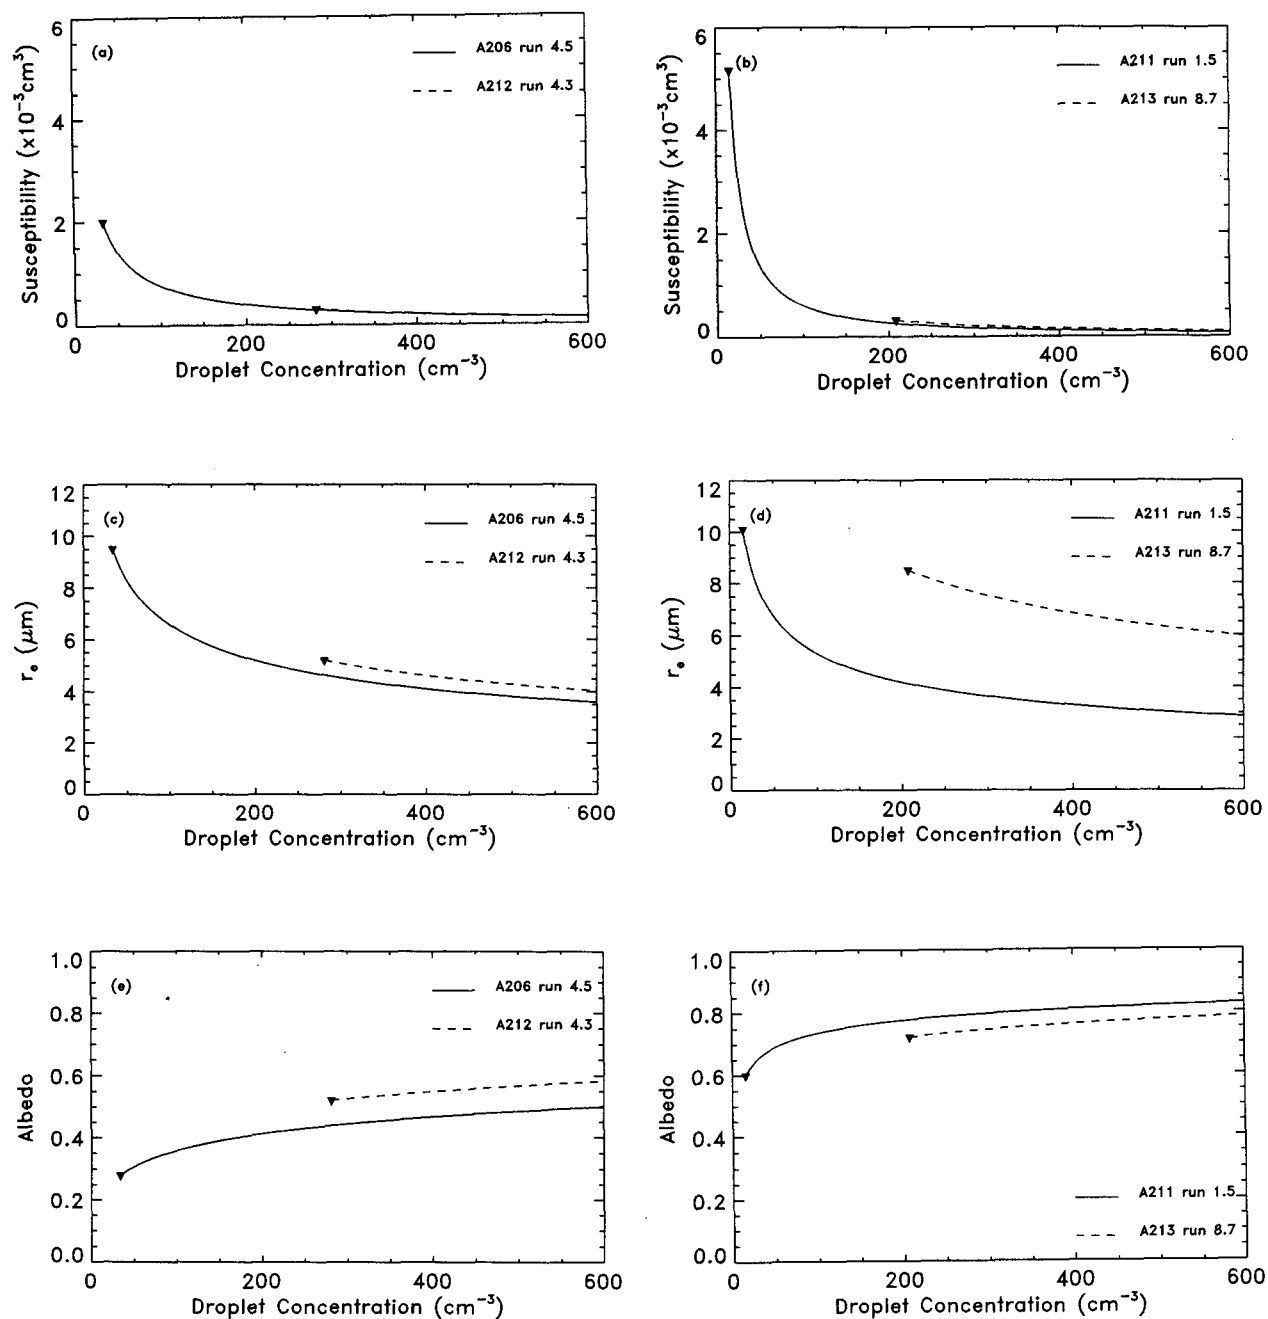 (a)
A206 run 4.5
A212 run 4.3
Susceptibility (x10⁻³cm³)
6
4
2
0
0 200 400 600
Droplet Concentration (cm⁻³)
(b)
A211 run 1.5
A213 run 8.7
Susceptibility (x10⁻³cm³)
6
4
2
0
0 200 400 600
Droplet Concentration (cm⁻³)
(c)
A206 run 4.5
A212 run 4.3
rₑ (μm)
12
10
8
6
4
2
0
0 200 400 600
Droplet Concentration (cm⁻³)
(d)
A211 run 1.5
A213 run 8.7
rₑ (μm)
12
10
8
6
4
2
0
0 200 400 600
Droplet Concentration (cm⁻³)
(e)
A206 run 4.5
A212 run 4.3
Albedo
1.0
0.8
0.6
0.4
0.2
0.0
0 200 400 600
Droplet Concentration (cm⁻³)
(f)
A211 run 1.5
A213 run 8.7
Albedo
1.0
0.8
0.6
0.4
0.2
0.0
0 200 400 600
Droplet Concentration (cm⁻³)